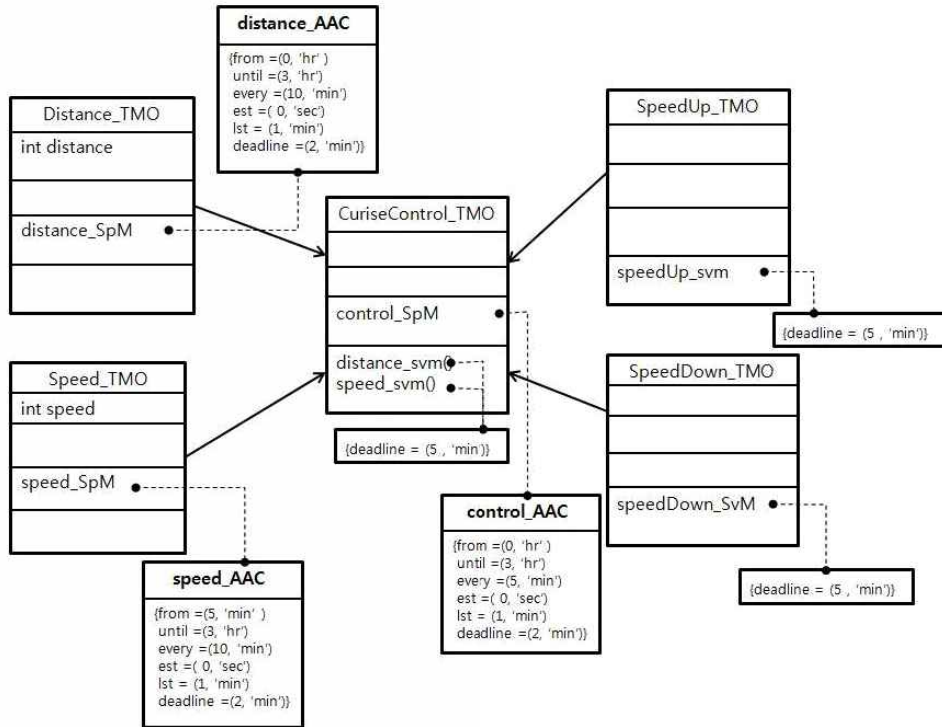 distance_AAC
{from =(0, 'hr' )
until =(3, 'hr')
every =(10, 'min')
est =( 0, 'sec')
lst = (1, 'min')
deadline =(2, 'min')}
Distance_TMO
int distance
distance_SpM
SpeedUp_TMO
speedUp_svm
{deadline = (5 , 'min')}
CuriseControl_TMO
control_SpM
distance_svm()
speed_svm()
{deadline = (5 , 'min')}
Speed_TMO
int speed
speed_SpM
SpeedDown_TMO
speedDown_SvM
{deadline = (5 , 'min')}
control_AAC
{from =(0, 'hr' )
until =(3, 'hr')
every =(5, 'min')
est =( 0, 'sec')
lst = (1, 'min')
deadline =(2, 'min')}
speed_AAC
{from =(5, 'min' )
until =(3, 'hr')
every =(10, 'min')
est =( 0, 'sec')
lst = (1, 'min')
deadline =(2, 'min')}